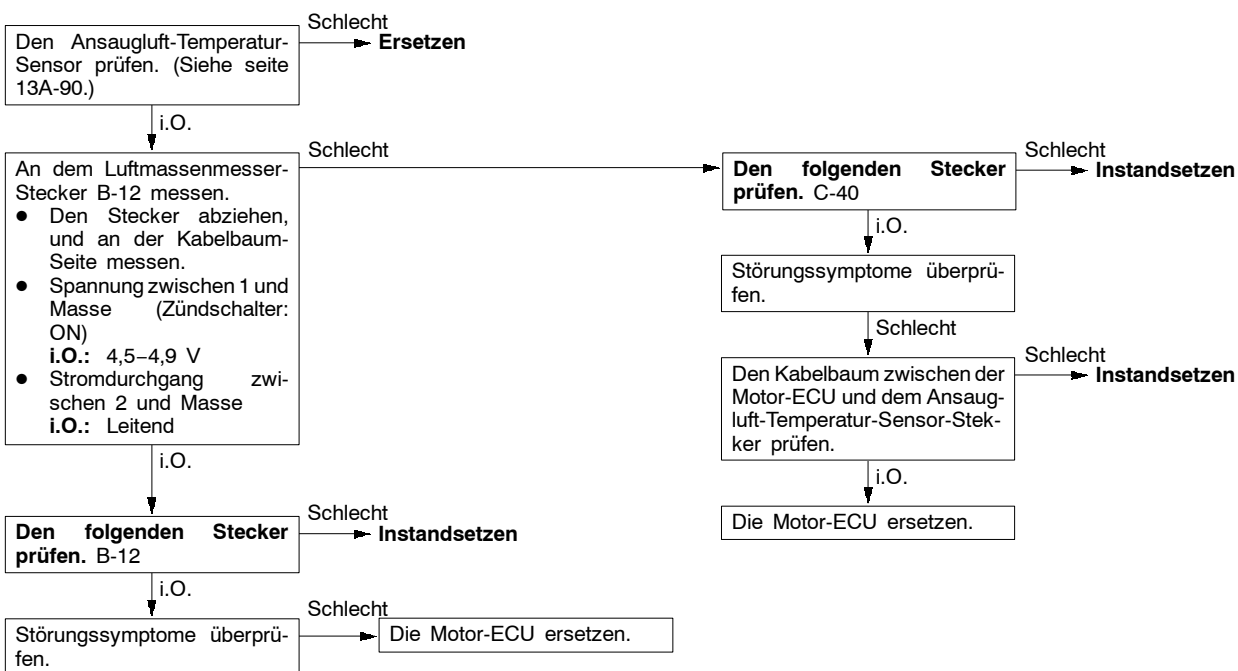 Den Ansaugluft-Temperatur-
Sensor prüfen. (Siehe seite
13A-90.)
Schlecht
Ersetzen
i.O.
An dem Luftmassenmesser-
Stecker B-12 messen.
● Den Stecker abziehen,
und an der Kabelbaum-
Seite messen.
● Spannung zwischen 1 und
Masse (Zündschalter:
ON)
i.O.: 4,5–4,9 V
● Stromdurchgang zwi-
schen 2 und Masse
i.O.: Leitend
Schlecht
Den folgenden Stecker
prüfen. C-40
Schlecht
Instandsetzen
i.O.
Störungssymptome überprü-
fen.
Schlecht
Den Kabelbaum zwischen der
Motor-ECU und dem Ansaug-
luft-Temperatur-Sensor-Stek-
ker prüfen.
Schlecht
Instandsetzen
i.O.
Die Motor-ECU ersetzen.
i.O.
Den folgenden Stecker
prüfen. B-12
Schlecht
Instandsetzen
i.O.
Störungssymptome überprü-
fen.
Schlecht
Die Motor-ECU ersetzen.